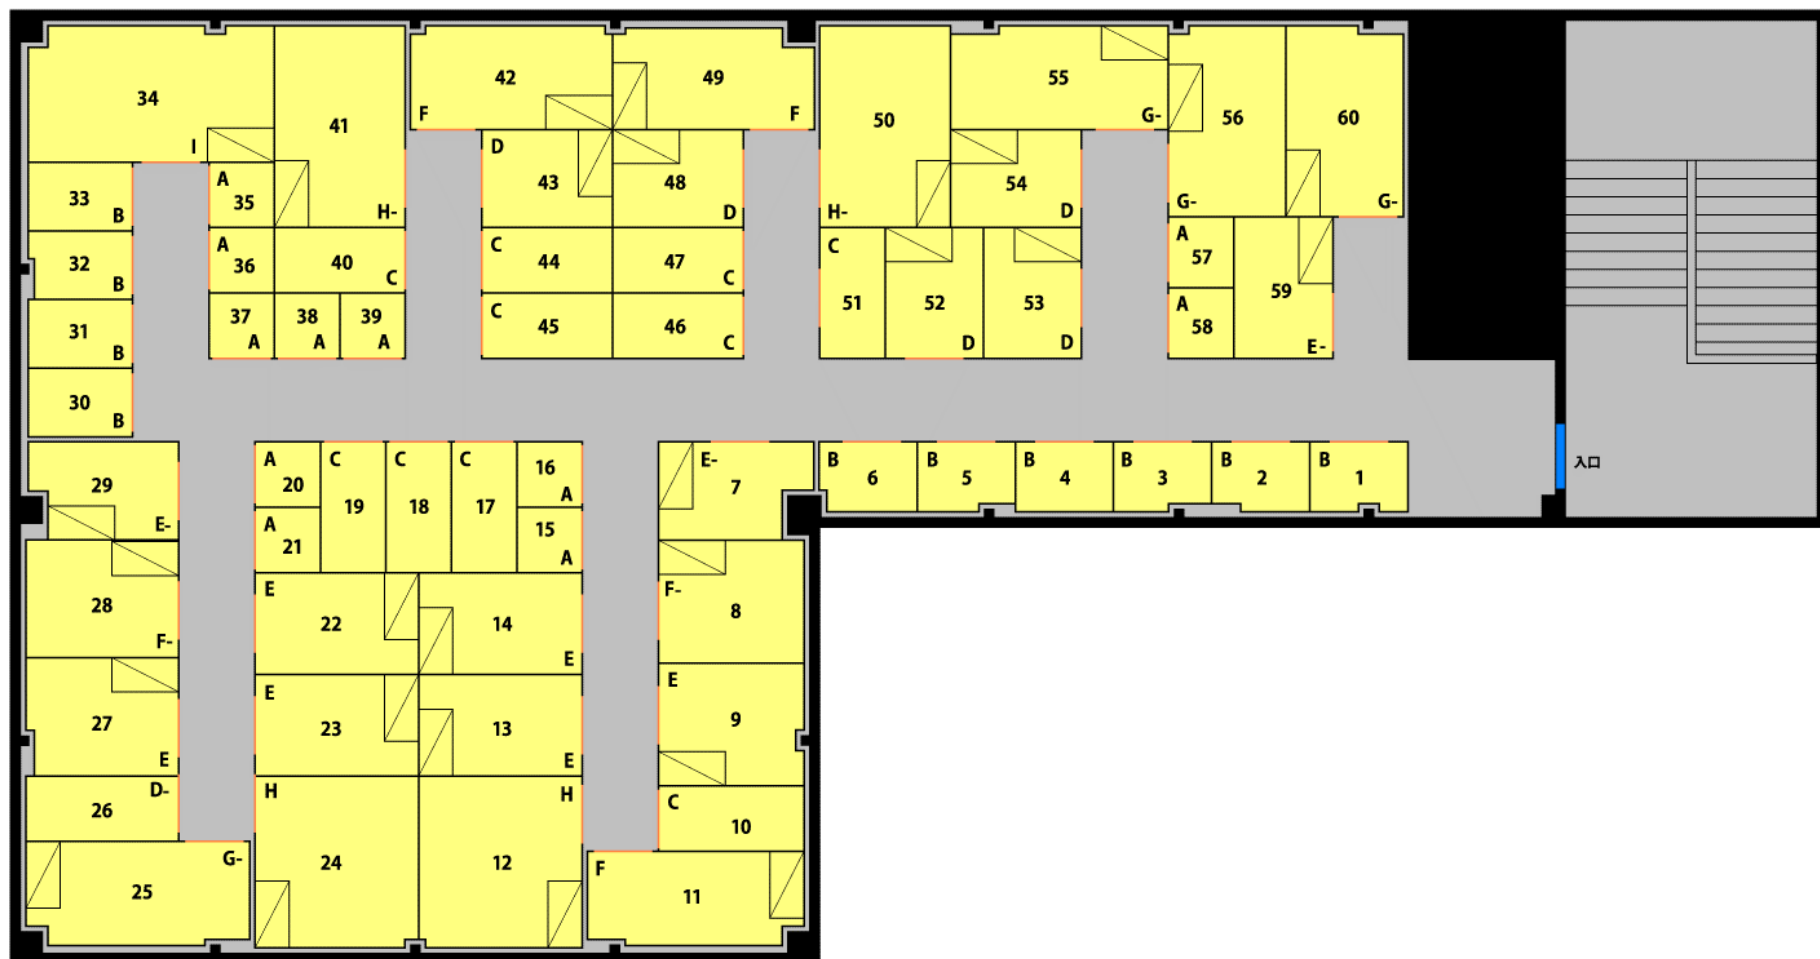 34
I
41
H-
42
F
49
F
50
H-
55
G-
56
G-
60
G-
33
B
A
35
D
43
48
D
54
D
32
B
A
36
40
C
C
44
47
C
C
51
52
D
53
D
A
57
59
E-
31
B
37
A
38
A
39
A
C
45
46
C
A
58
30
B
29
E-
A
20
C
19
C
18
C
17
16
A
E-
7
B
6
B
5
B
4
B
3
B
2
B
1
入口
A
21
15
A
28
F-
E
22
14
E
F-
8
27
E
E
23
13
E
E
9
D-
26
H
24
H
12
C
10
G-
25
F
11